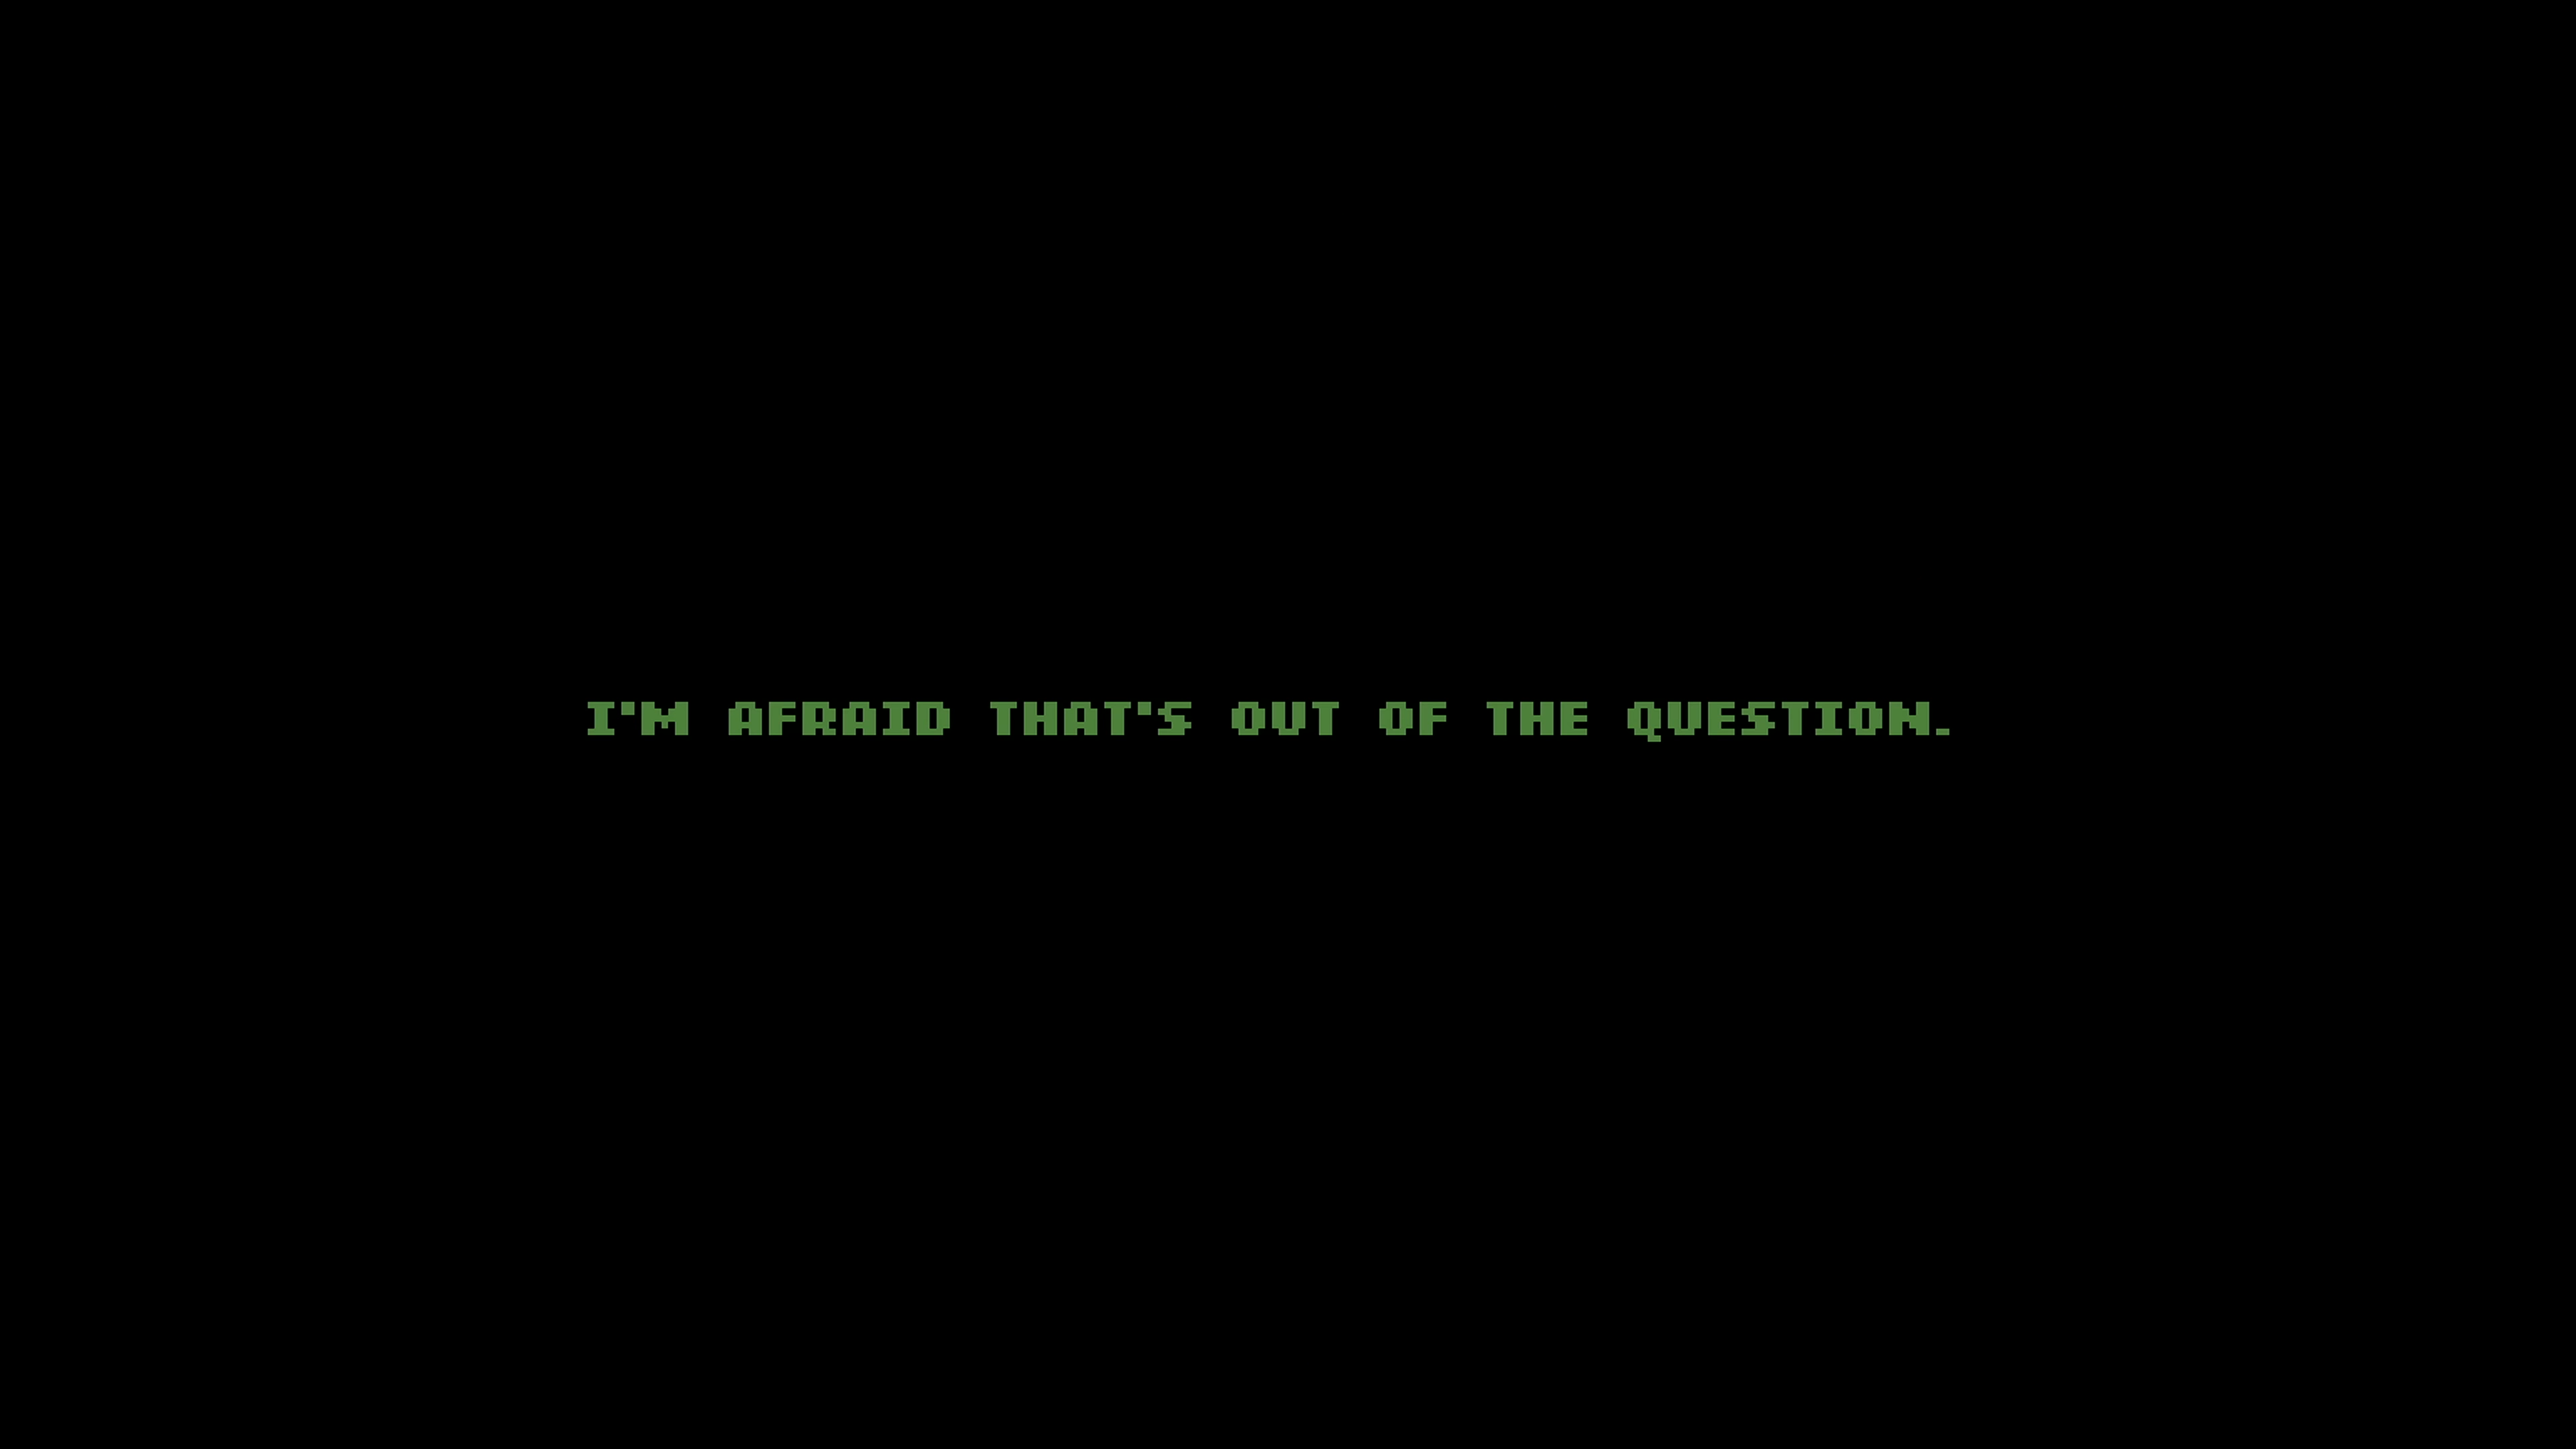 I'M AFRAID THAT'S OUT OF THE QUESTION.